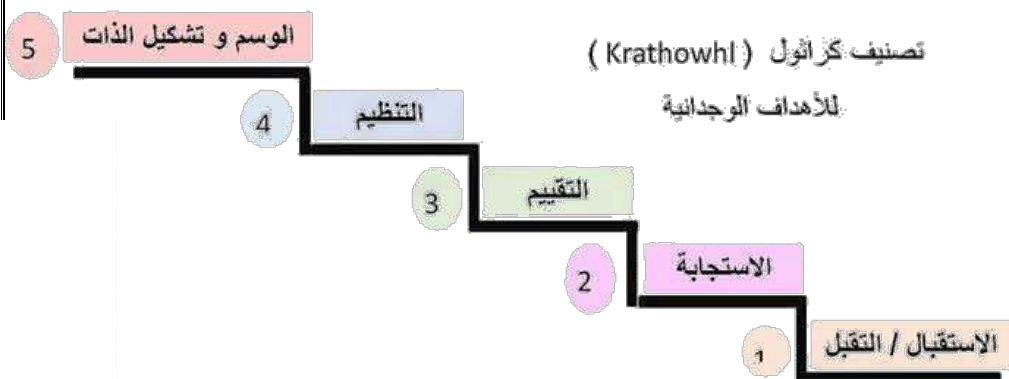 تصنيف كراثول ( Krathowhl )
للأهداف الوجدانية
5
الوسم و تشكيل الذات
4
التنظيم
3
التقييم
2
الاستجابة
1
الاستقبال / التقبل